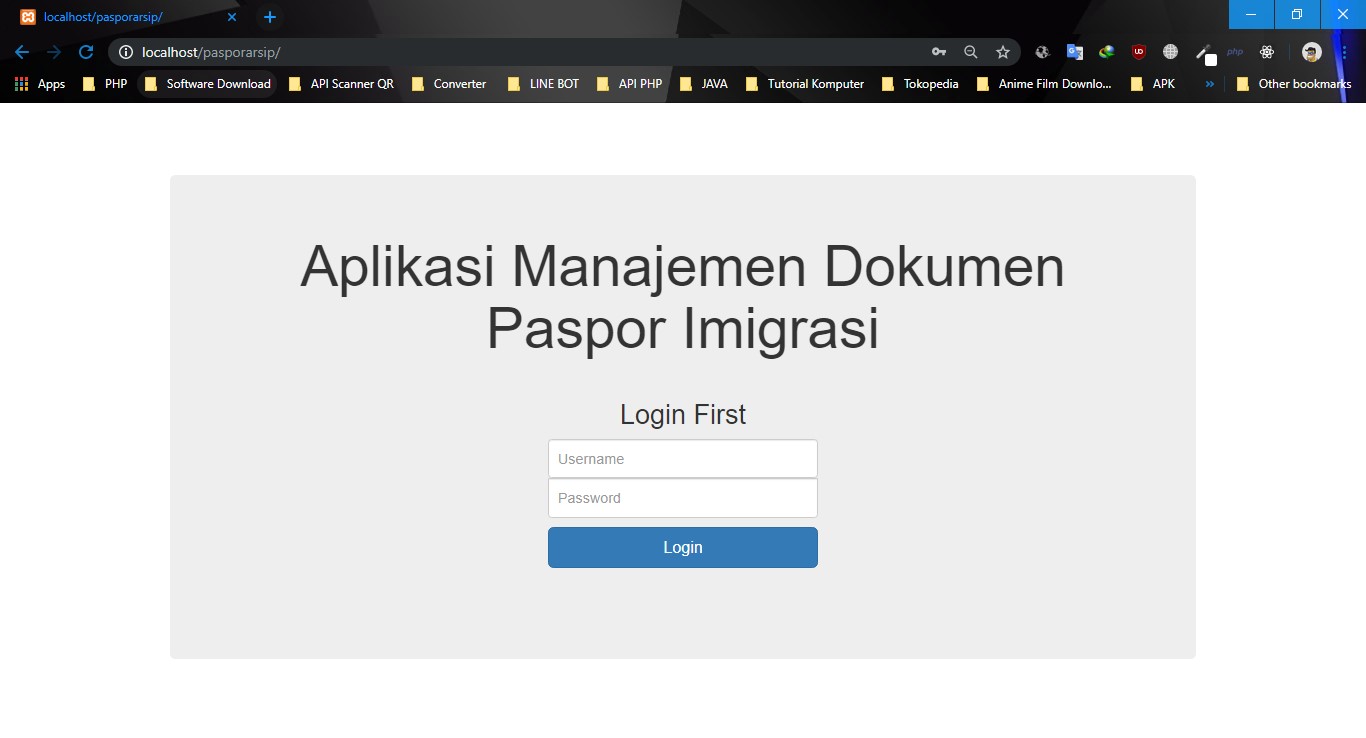 localhost/pasporarsip/
localhost/pasporarsip/
php
Apps PHP Software Download API Scanner QR Converter LINE BOT API PHP JAVA Tutorial Komputer Tokopedia Anime Film Downlo... APK » Other bookmarks
Aplikasi Manajemen Dokumen
Paspor Imigrasi
Login First
Username
Password
Login